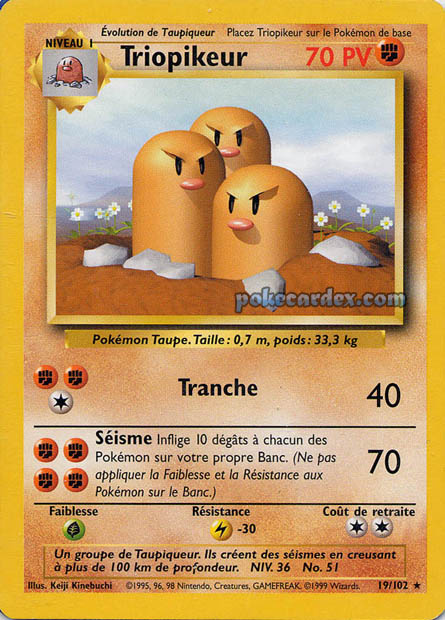 Évolution de Taupiqueur Placez Triopikeur sur le Pokémon de base
NIVEAU 1
Triopikeur 70 PV
pokecardex.com
Pokémon Taupe. Taille : 0,7 m, poids : 33,3 kg
Tranche 40
Séisme Inflige 10 dégâts à chacun des
Pokémon sur votre propre Banc. (Ne pas
appliquer la Faiblesse et la Résistance aux
Pokémon sur le Banc.)
70
Faiblesse Résistance Coût de retraite
-30
Un groupe de Taupiqueur. Ils créent des séismes en creusant
à plus de 100 km de profondeur. NIV. 36 No. 51
Illus. Keiji Kinebuchi ©1995, 96, 98 Nintendo, Creatures, GAMEFREAK. ©1999 Wizards. 19/102 ★